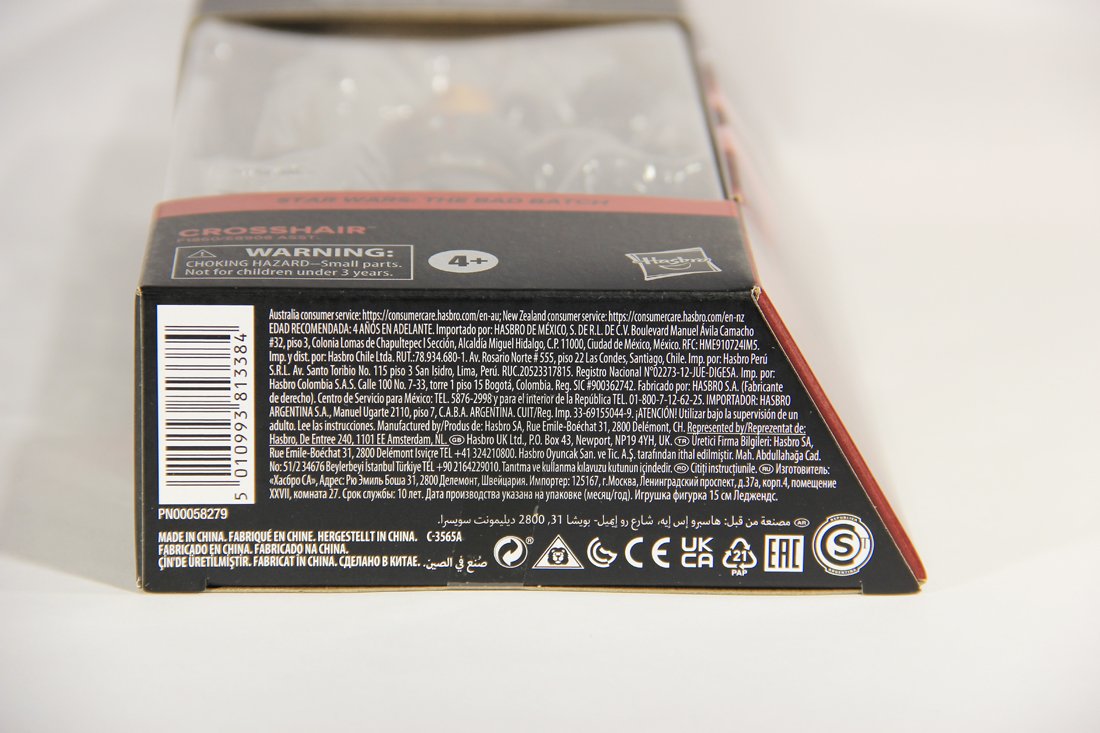 STAR WARS: THE BAD BATCH
CROSSHAIR
F1860/E8908 ASST.
WARNING:
CHOKING HAZARD—Small parts.
Not for children under 3 years.
4+
Hasbro
Australia consumer service: https://consumercare.hasbro.com/en-au; New Zealand consumer service: https://consumercare.hasbro.com/en-nz
EDAD RECOMENDADA: 4 AÑOS EN ADELANTE. Importado por: HASBRO DE MÉXICO, S. DE R.L. DE C.V. Boulevard Manuel Ávila Camacho
#32, piso 3, Colonia Lomas de Chapultepec I Sección, Alcaldía Miguel Hidalgo, C.P. 11000, Ciudad de México, México. RFC: HME910724IM5.
Imp. y dist. por: Hasbro Chile Ltda. RUT.:78.934.680-1. Av. Rosario Norte # 555, piso 22 Las Condes, Santiago, Chile. Imp. por: Hasbro Perú
S.R.L. Av. Santo Toribio No. 115 piso 3 San Isidro, Lima, Perú. RUC.20523317815. Registro Nacional N°02273-12-JUE-DIGESA. Imp. por:
Hasbro Colombia S.A.S. Calle 100 No. 7-33, torre 1 piso 15 Bogotá, Colombia. Reg. SIC #900362742. Fabricado por: HASBRO S.A. (Fabricante
de derecho). Centro de Servicio para México: TEL. 5876-2998 y para el interior de la República TEL. 01-800-7-12-62-25. IMPORTADOR: HASBRO
ARGENTINA S.A., Manuel Ugarte 2110, piso 7, C.A.B.A. ARGENTINA. CUIT/Reg. Imp. 33-69155044-9. ¡ATENCIÓN! Utilizar bajo la supervisión de un
adulto. Lee las instrucciones. Manufactured by/Produs de: Hasbro SA, Rue Emile-Boéchat 31, 2800 Delémont, CH. Represented by/Reprezentat de:
Hasbro, De Entree 240, 1101 EE Amsterdam, NL. GB Hasbro UK Ltd., P.O. Box 43, Newport, NP19 4YH, UK. TR Üretici Firma Bilgileri: Hasbro SA,
Rue Emile-Boéchat 31, 2800 Delémont İsviçre TEL +41 324210800. Hasbro Oyuncak San. ve Tic. A.Ş. tarafından ithal edilmiştir. Mah. Abdullahağa Cad.
No: 51/2 34676 Beylerbeyi İstanbul Türkiye TEL +90 2164229010. Tanıtma ve kullanma kılavuzu kutunun içindedir. RO Citiți instrucțiunile. RU Изготовитель:
«Хасбро СА», Адрес: Рю Эмиль Боша 31, 2800 Делемонт, Швейцария. Импортер: 125167, г.Москва, Ленинградский проспект, д.37а, корп.4, помещение
XXVII, комната 27. Срок службы: 10 лет. Дата производства указана на упаковке (месяц/год). Игрушка фигурка 15 см Леджендс.
AR مصنعة من قبل: هاسبرو إس إيه، شارع رو إيميل- بويشا 31, 2800 ديليمونت سويسرا.
5 010993 813384
PN00058279
MADE IN CHINA. FABRIQUÉ EN CHINE. HERGESTELLT IN CHINA. C-3565A
FABRICADO EN CHINA. FABRICADO NA CHINA.
ÇİN'DE ÜRETİLMİŞTİR. FABRICAT ÎN CHINA. СДЕЛАНО В КИТАЕ. صنع في الصين.
CE
UK
CA
21
PAP
EAC
S